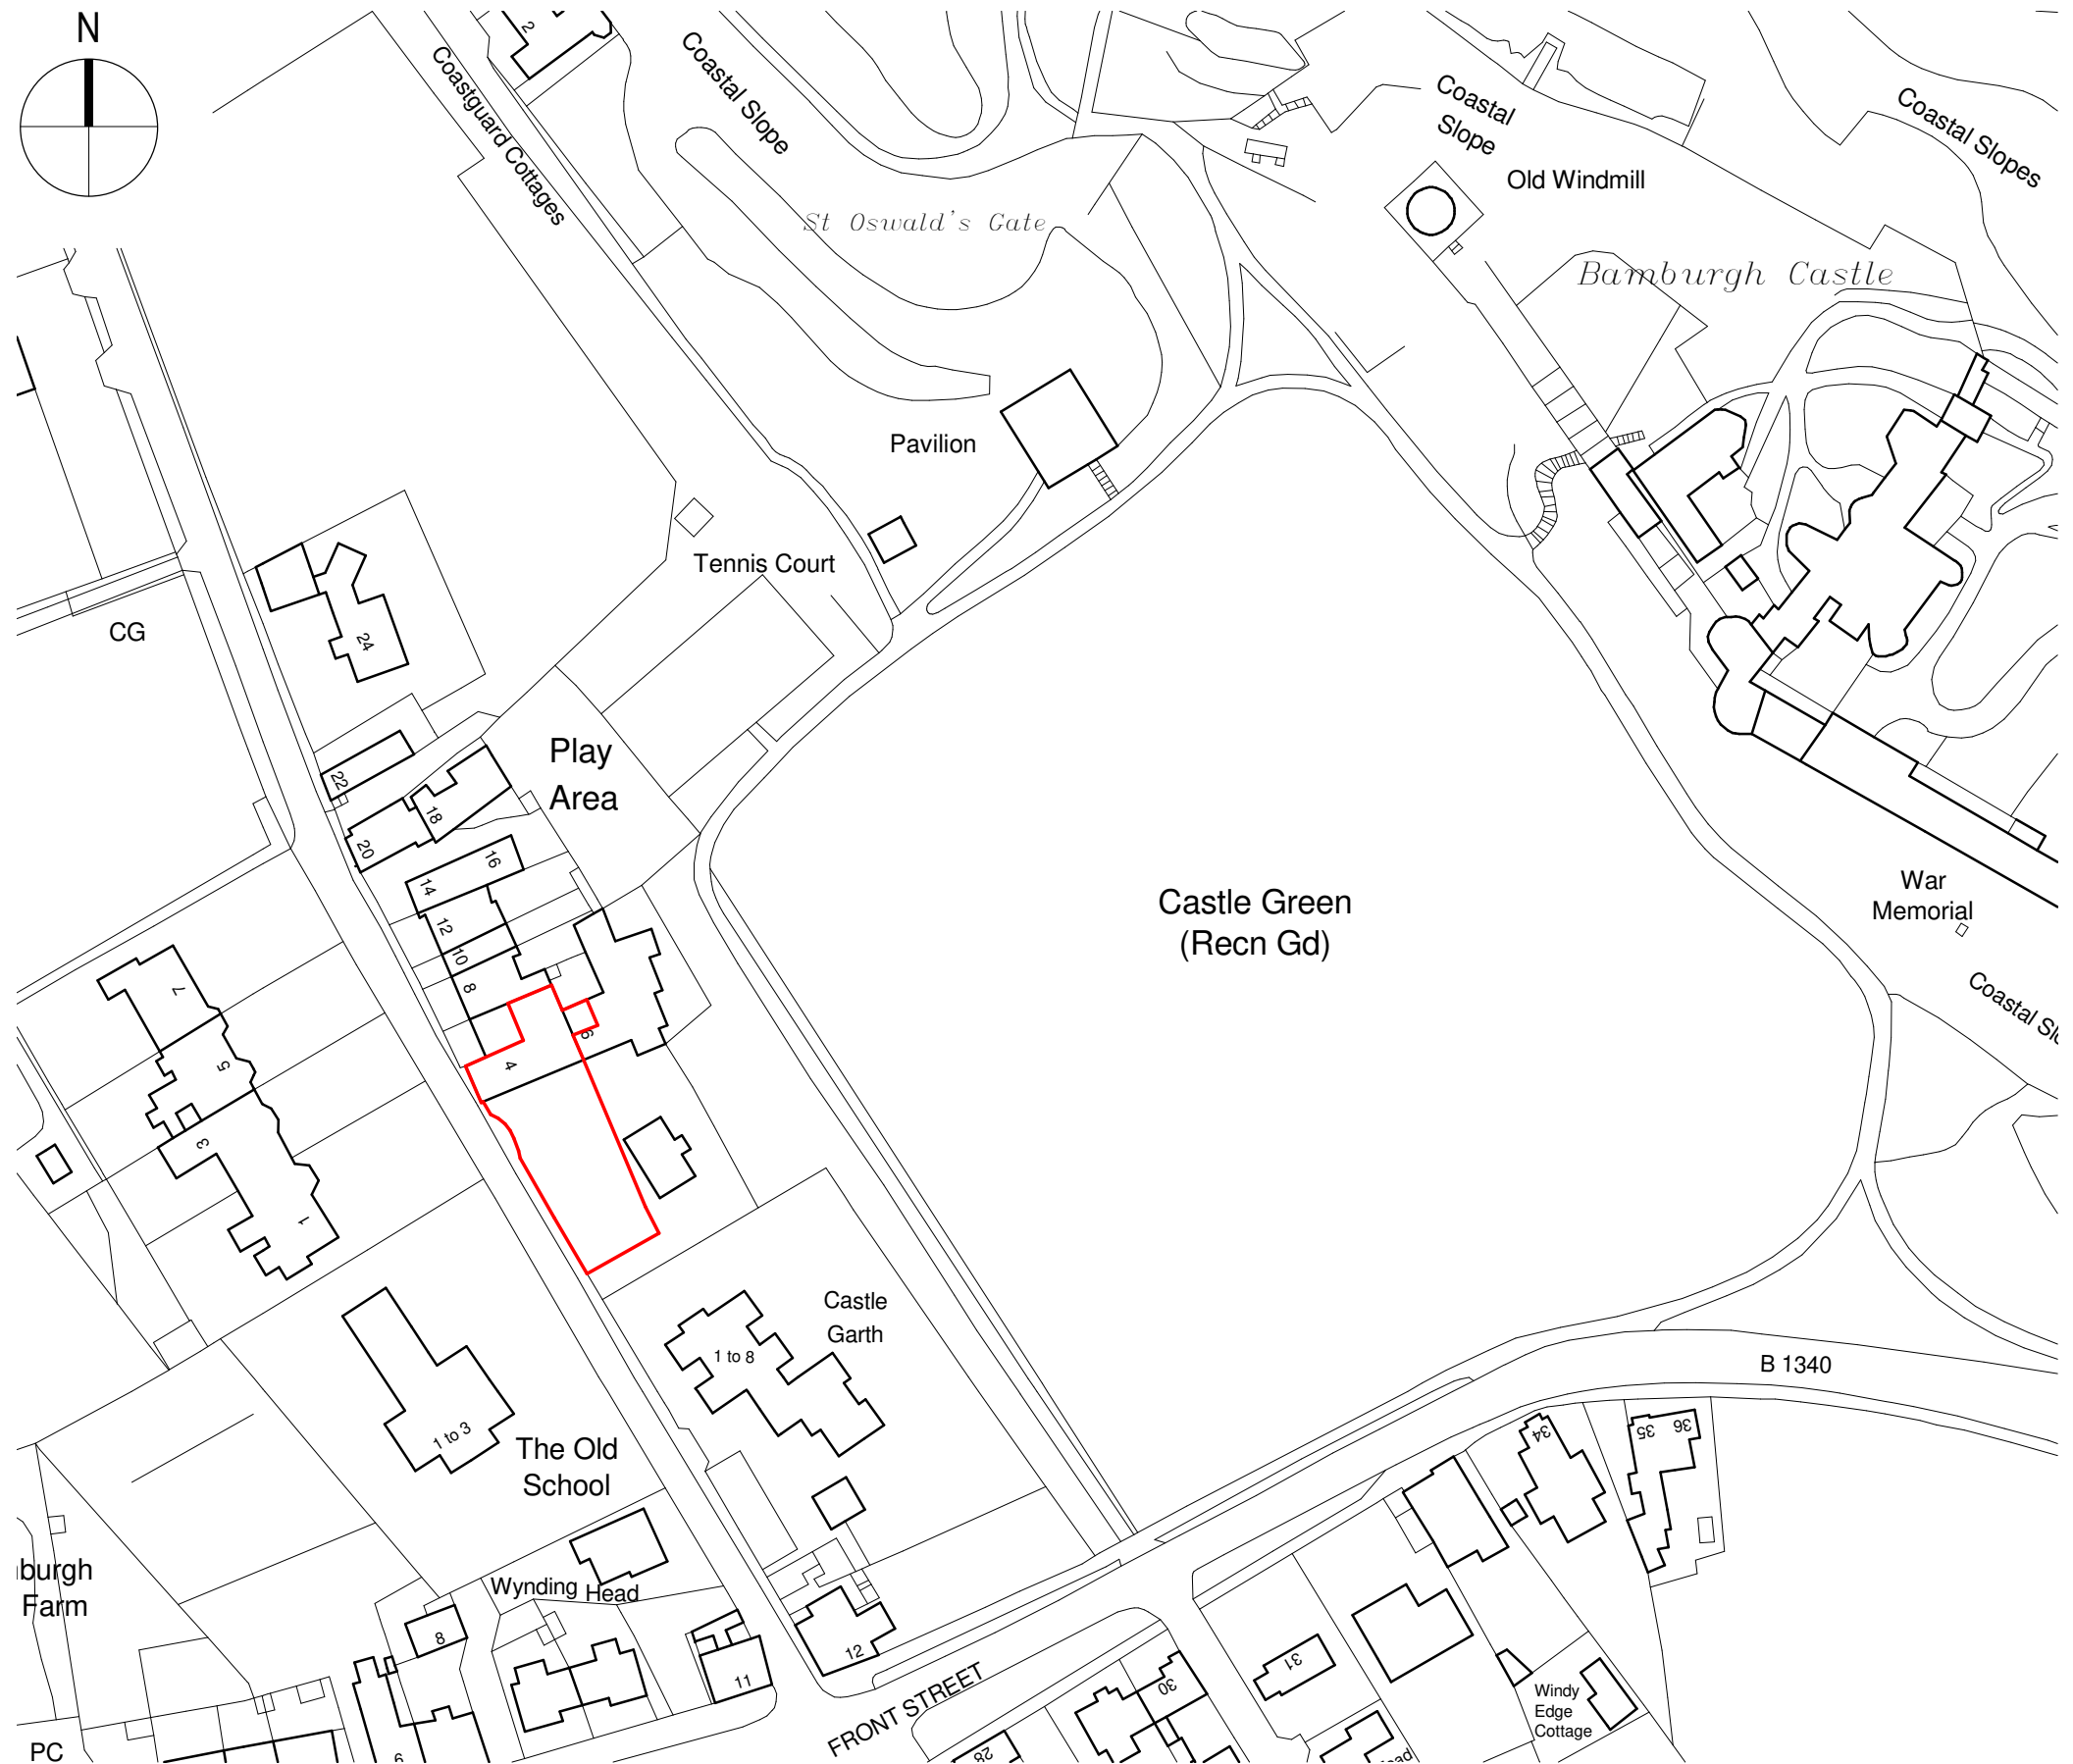 N
2
Coastguard Cottages
Coastal Slope
St Oswald's Gate
Coastal
Slope
Old Windmill
Coastal Slopes
Bamburgh Castle
Pavilion
Tennis Court
CG
24
22
20
18
Play
Area
16
14
12
10
8
6
4
7
5
3
1
Castle Green
(Recn Gd)
War
Memorial
Castle
Garth
1 to 8
B 1340
1 to 3
The Old
School
34
35
36
burgh
Farm
Wynding Head
8
11
12
FRONT STREET
31
30
28
Windy
Edge
Cottage
PC